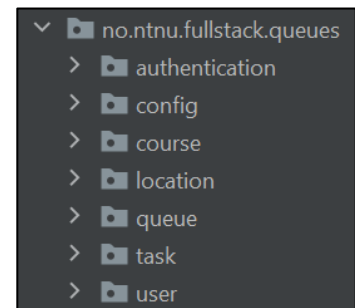 no.ntnu.fullstack.queues
authentication
config
course
location
queue
task
user